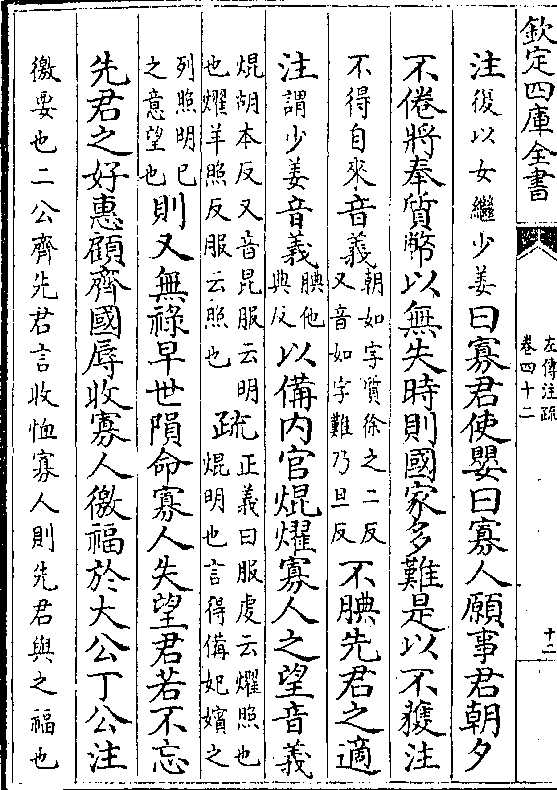 欽定四庫全書
左傳注疏
卷四十二
十二
注復以女繼少姜曰寡君使嬰曰寡人願事君朝夕
不倦將奉質幣以無失時則國家多難是以不獲注
不得自來音義朝如字質徐之二反又音如字難乃旦反不腆先君之適
注謂少姜音義腆他典反以備內官焜燿寡人之望音義
焜胡本反又音昆服云明也燿羊照反服云照也疏正義曰服虔云燿照也焜明也言得備妃嬪之
列照明己之意望也則又無祿早世隕命寡人失望君若不忘
先君之好惠顧齊國辱收寡人徼福於大公丁公注
徼要也二公齊先君言收恤寡人則先君與之福也